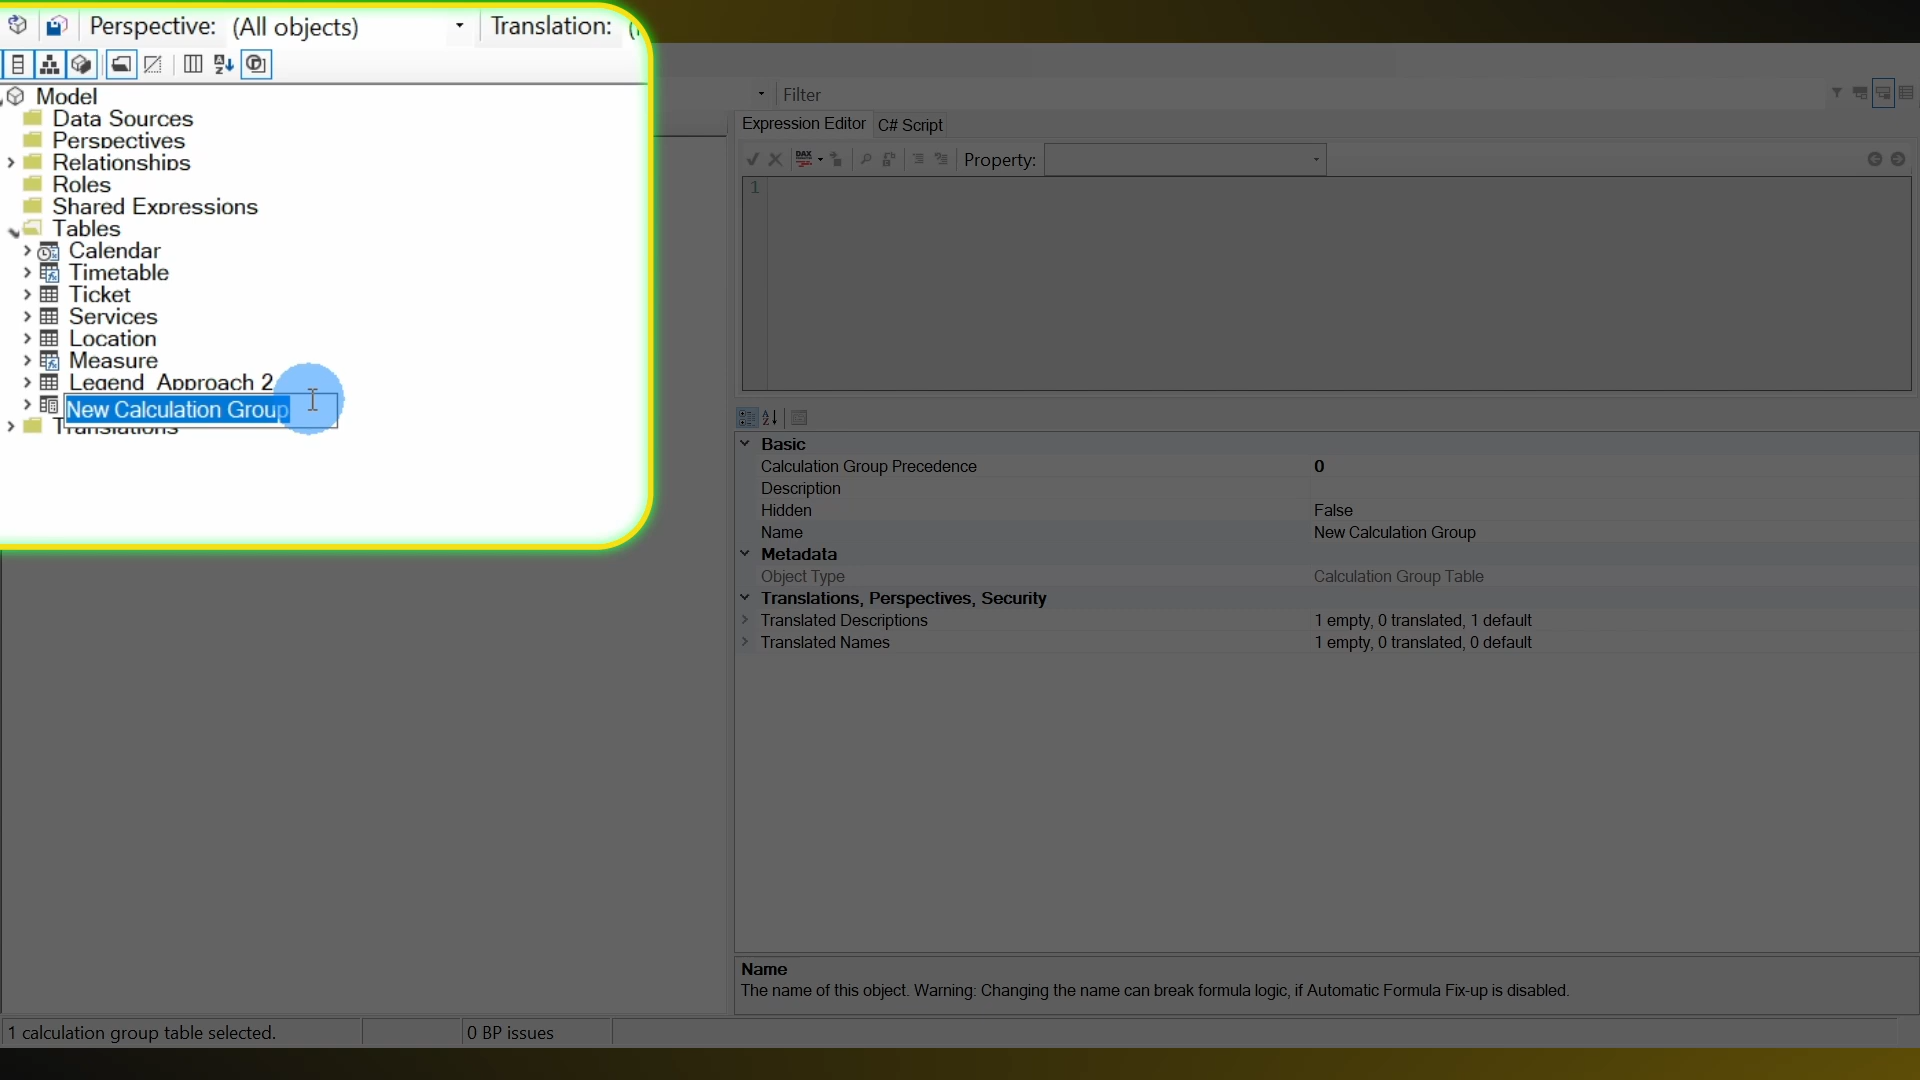 Perspective: (All objects) Translation:
Filter
Model
Data Sources
Perspectives
Relationships
Roles
Shared Expressions
Tables
Calendar
Timetable
Ticket
Services
Location
Measure
Legend_Approach 2
New Calculation Group
Translations
Expression Editor C# Script
DAX Property:
1
Basic
Calculation Group Precedence 0
Description
Hidden False
Name New Calculation Group
Metadata
Object Type Calculation Group Table
Translations, Perspectives, Security
Translated Descriptions 1 empty, 0 translated, 1 default
Translated Names 1 empty, 0 translated, 0 default
Name
The name of this object. Warning: Changing the name can break formula logic, if Automatic Formula Fix-up is disabled.
1 calculation group table selected. 0 BP issues